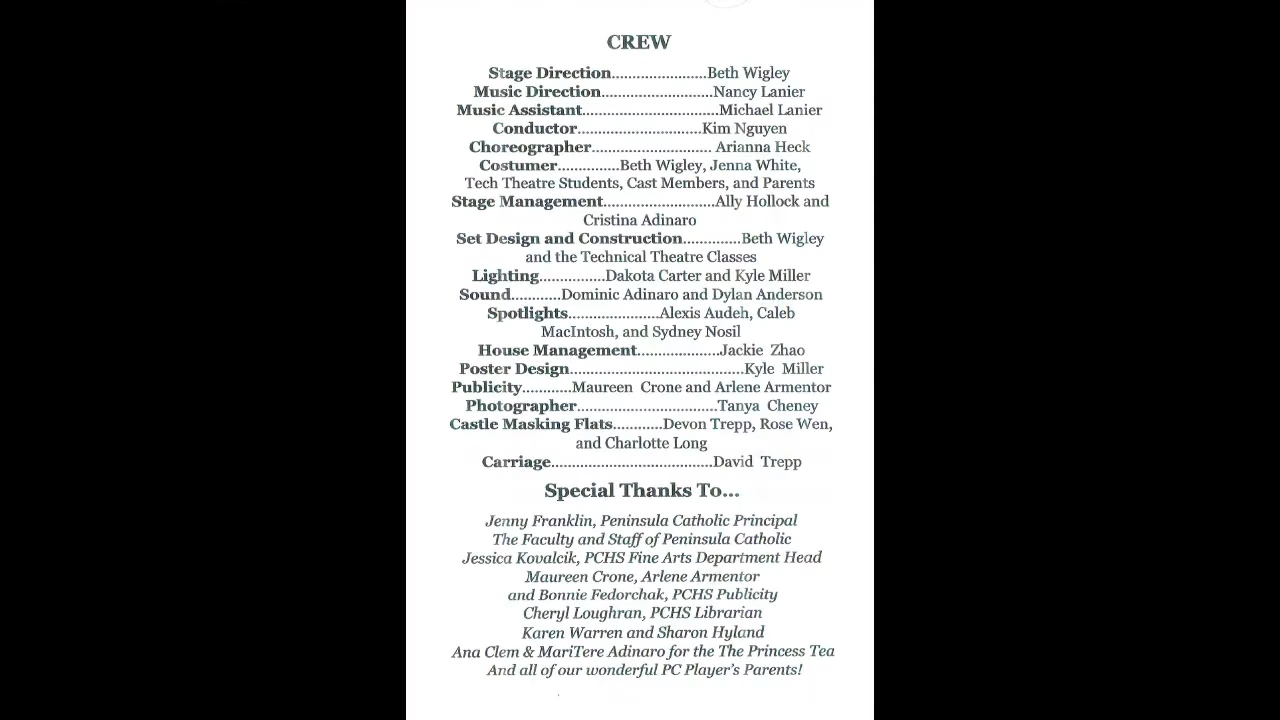 CREW
Stage Direction.......................Beth Wigley
Music Direction...........................Nancy Lanier
Music Assistant.................................Michael Lanier
Conductor..............................Kim Nguyen
Choreographer............................. Arianna Heck
Costumer...............Beth Wigley, Jenna White,
Tech Theatre Students, Cast Members, and Parents
Stage Management...........................Ally Hollock and
Cristina Adinaro
Set Design and Construction..............Beth Wigley
and the Technical Theatre Classes
Lighting................Dakota Carter and Kyle Miller
Sound............Dominic Adinaro and Dylan Anderson
Spotlights......................Alexis Audeh, Caleb
MacIntosh, and Sydney Nosil
House Management....................Jackie Zhao
Poster Design..........................................Kyle Miller
Publicity............Maureen Crone and Arlene Armentor
Photographer..................................Tanya Cheney
Castle Masking Flats............Devon Trepp, Rose Wen,
and Charlotte Long
Carriage.......................................David Trepp
Special Thanks To...
Jenny Franklin, Peninsula Catholic Principal
The Faculty and Staff of Peninsula Catholic
Jessica Kovalcik, PCHS Fine Arts Department Head
Maureen Crone, Arlene Armentor
and Bonnie Fedorchak, PCHS Publicity
Cheryl Loughran, PCHS Librarian
Karen Warren and Sharon Hyland
Ana Clem & MariTere Adinaro for the The Princess Tea
And all of our wonderful PC Player's Parents!